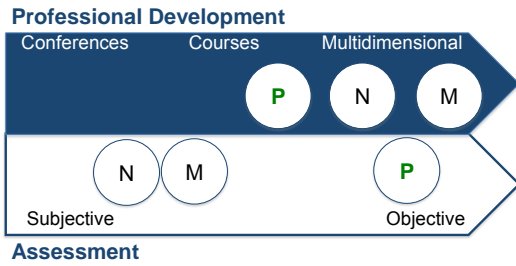 Professional Development
Conferences Courses Multidimensional
P N M
N M P
Subjective Objective
Assessment